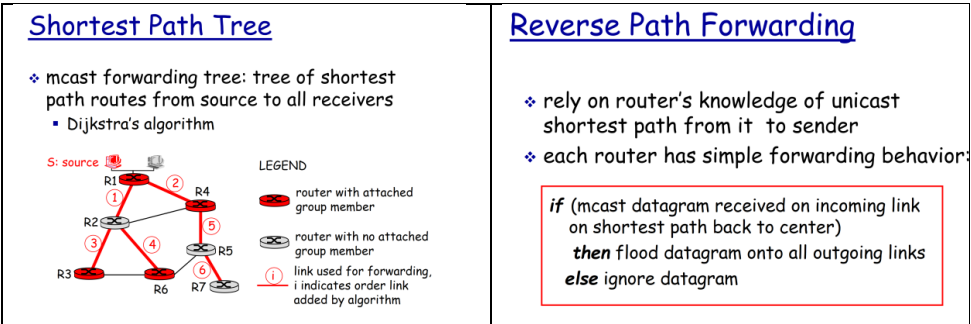 Shortest Path Tree
❖ mcast forwarding tree: tree of shortest
path routes from source to all receivers
▪ Dijkstra's algorithm
S: source
R1
2
R4
1
R2
5
3
4
R5
R3
R6
6
R7
LEGEND
router with attached
group member
router with no attached
group member
i
link used for forwarding,
i indicates order link
added by algorithm
Reverse Path Forwarding
❖ rely on router's knowledge of unicast
shortest path from it to sender
❖ each router has simple forwarding behavior:
if (mcast datagram received on incoming link
on shortest path back to center)
then flood datagram onto all outgoing links
else ignore datagram